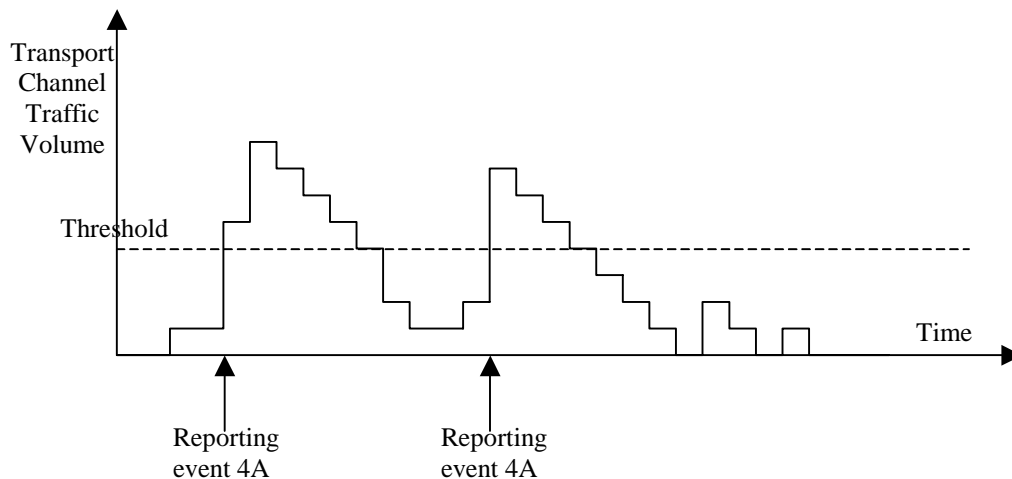 Transport
Channel
Traffic
Volume
Threshold
Time
Reporting
event 4A
Reporting
event 4A